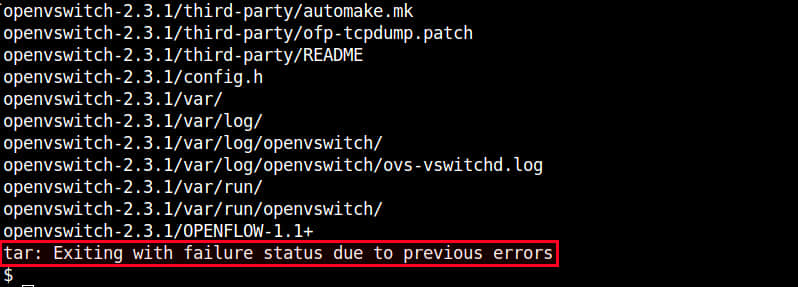 openvswitch-2.3.1/third-party/automake.mk
openvswitch-2.3.1/third-party/ofp-tcpdump.patch
openvswitch-2.3.1/third-party/README
openvswitch-2.3.1/config.h
openvswitch-2.3.1/var/
openvswitch-2.3.1/var/log/
openvswitch-2.3.1/var/log/openvswitch/
openvswitch-2.3.1/var/log/openvswitch/ovs-vswitchd.log
openvswitch-2.3.1/var/run/
openvswitch-2.3.1/var/run/openvswitch/
openvswitch-2.3.1/OPENFLOW-1.1+
tar: Exiting with failure status due to previous errors
$